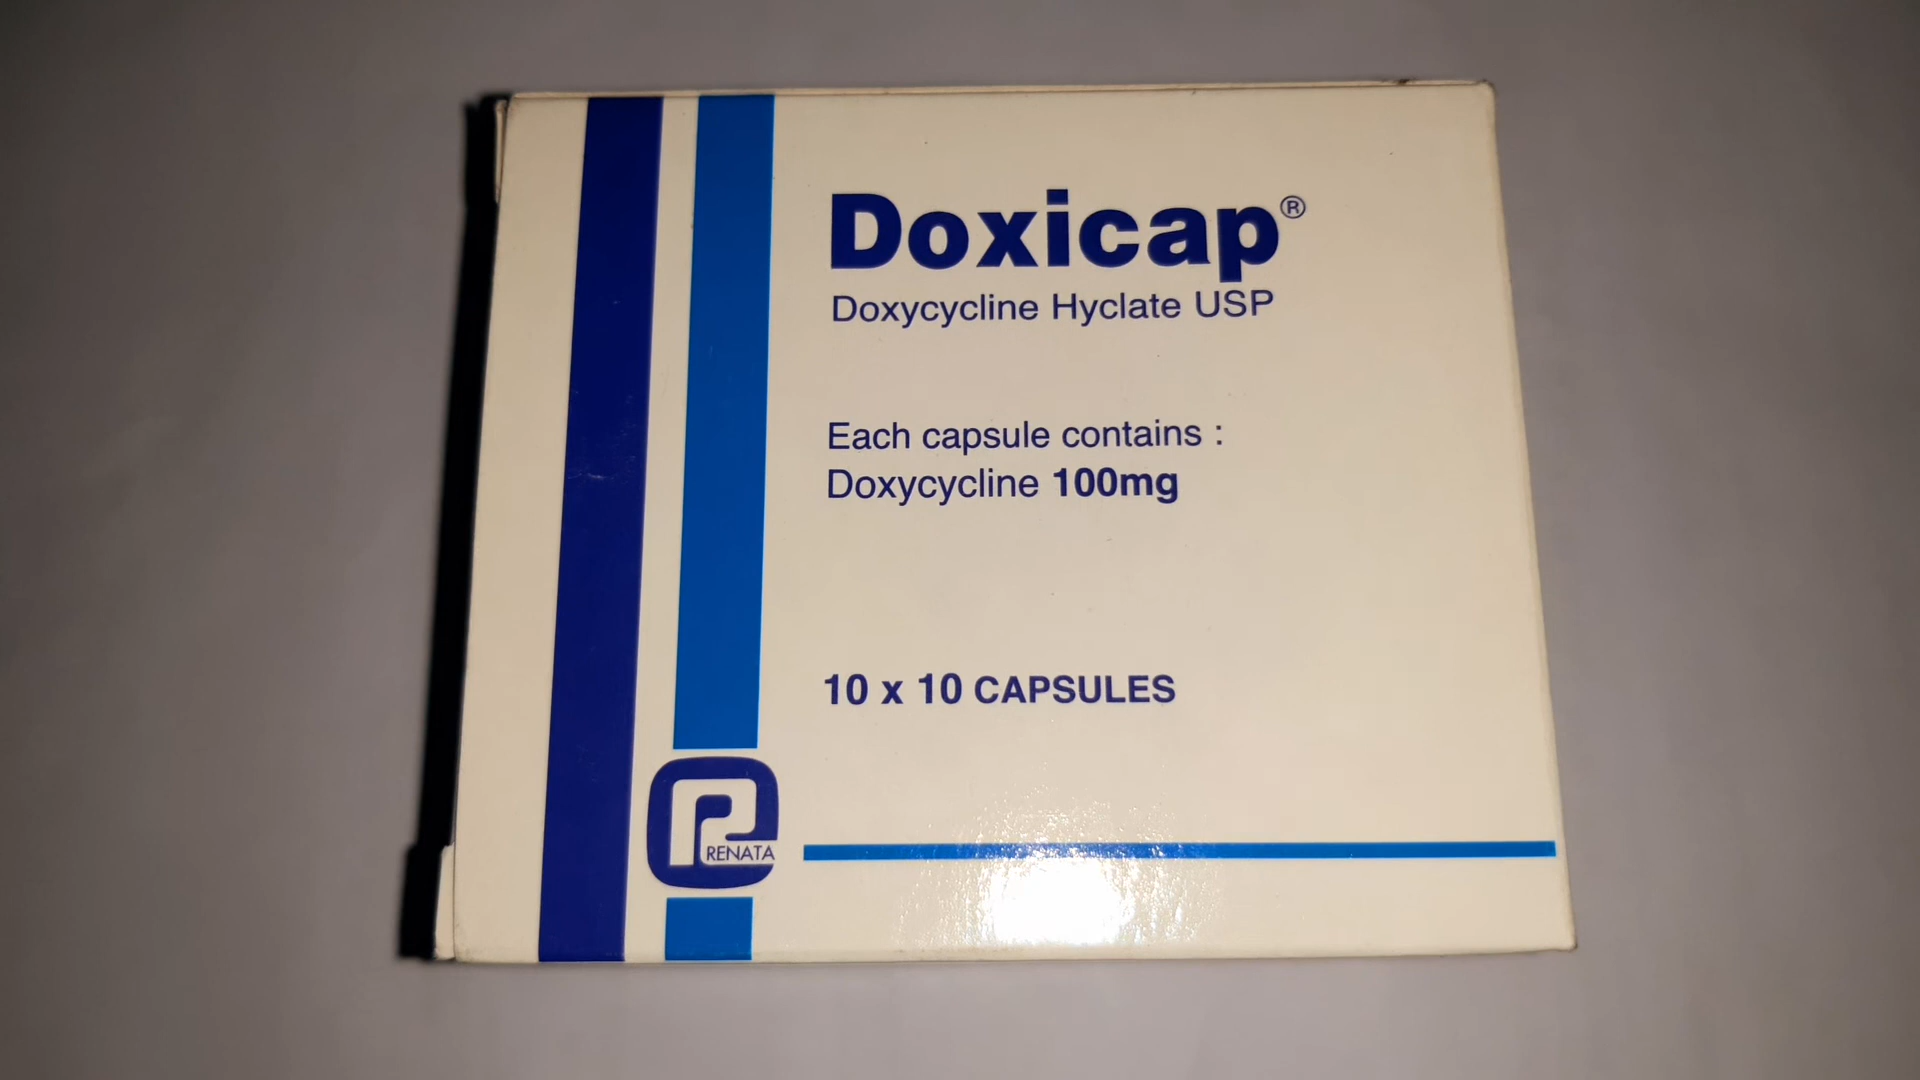 Doxicap®
Doxycycline Hyclate USP
Each capsule contains :
Doxycycline 100mg
10 x 10 CAPSULES
RENATA